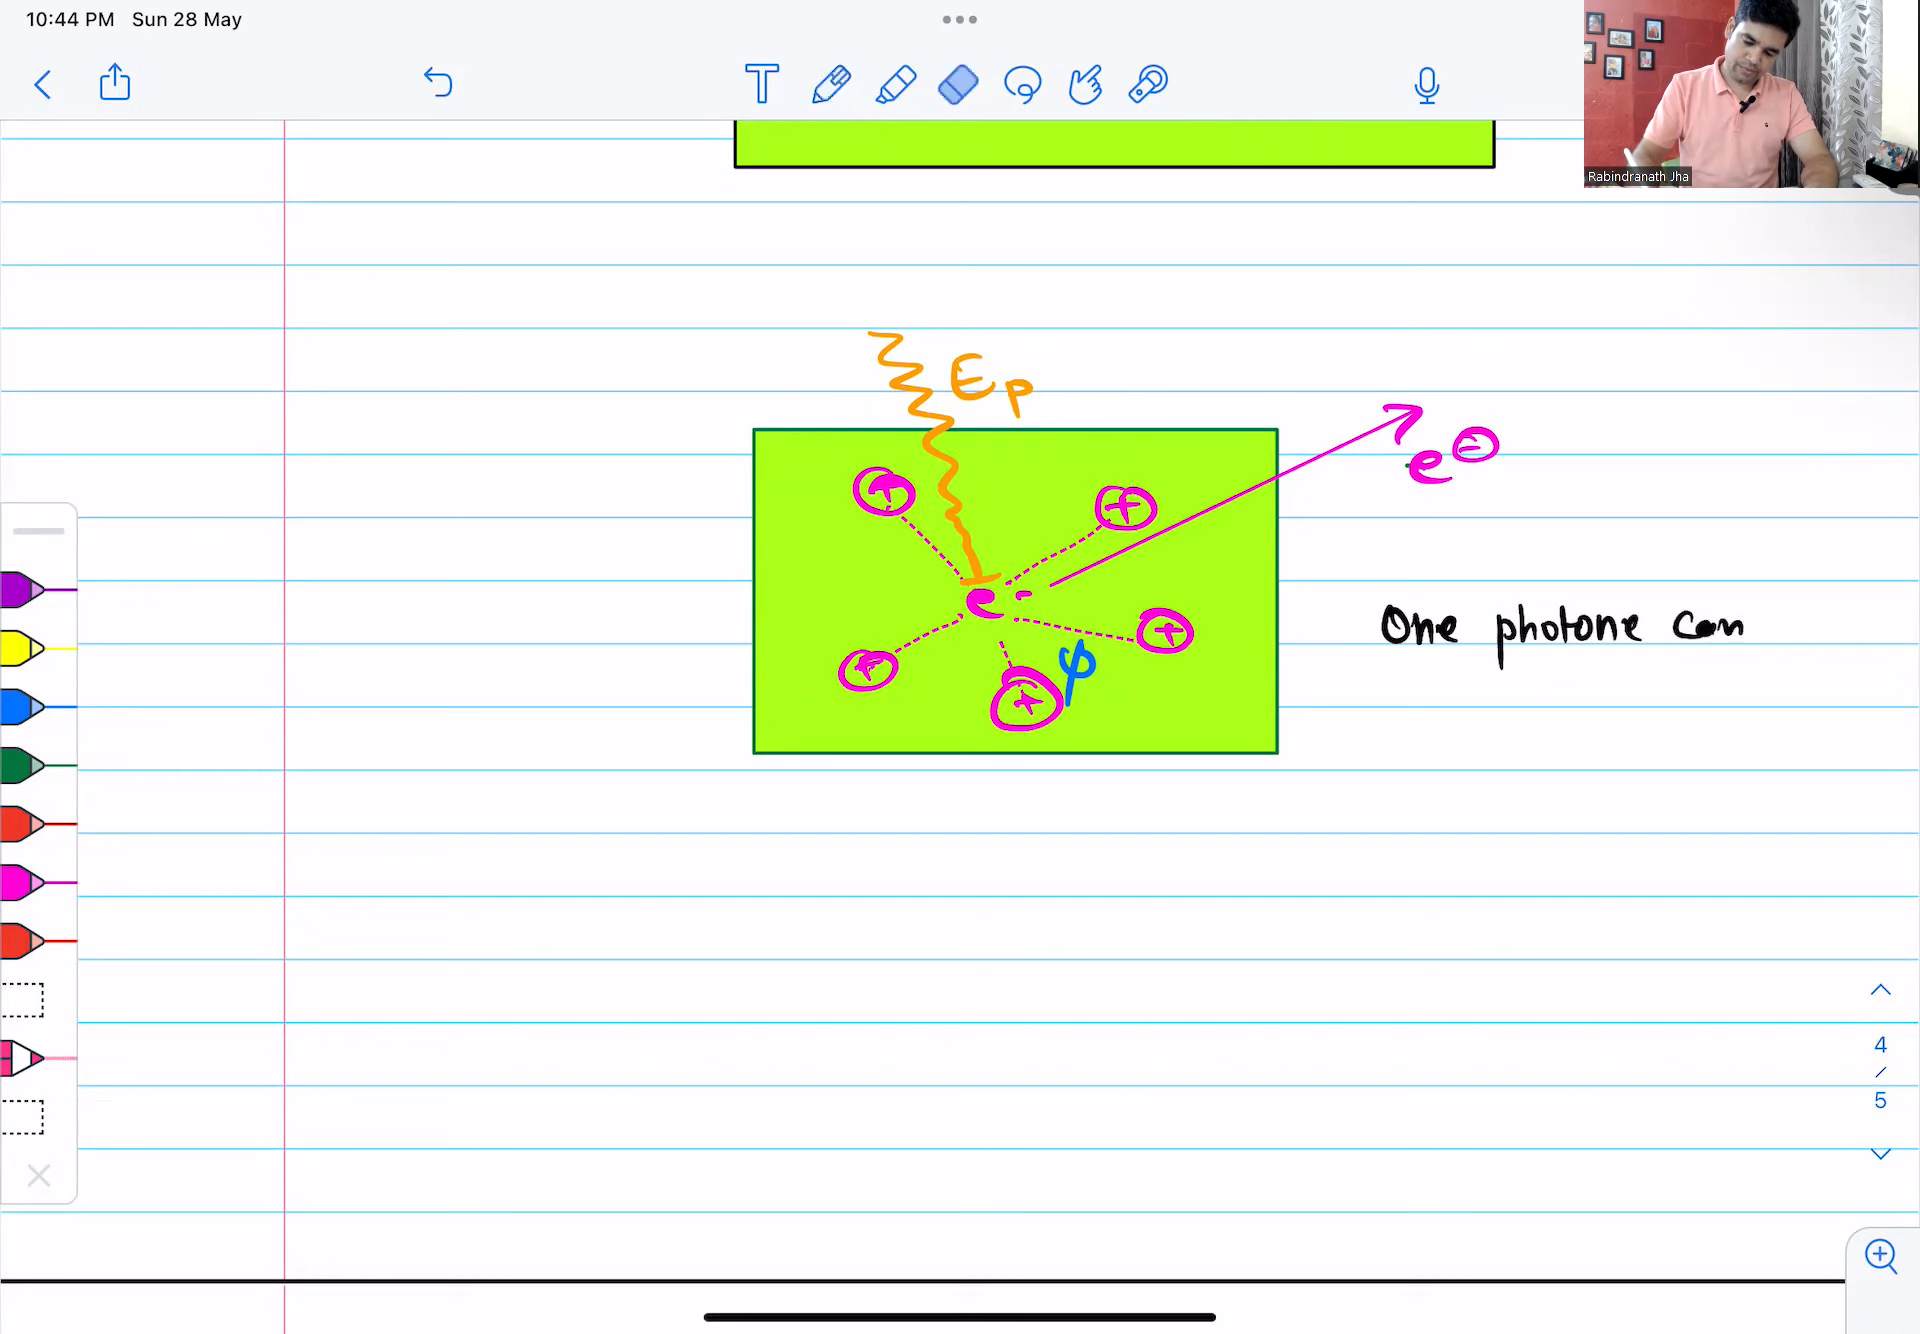 10:44 PM Sun 28 May
T
Rabindranath Jha
Ep
+
+
e⊖
e-
+
One photone can
+
+
φ
4
/
5